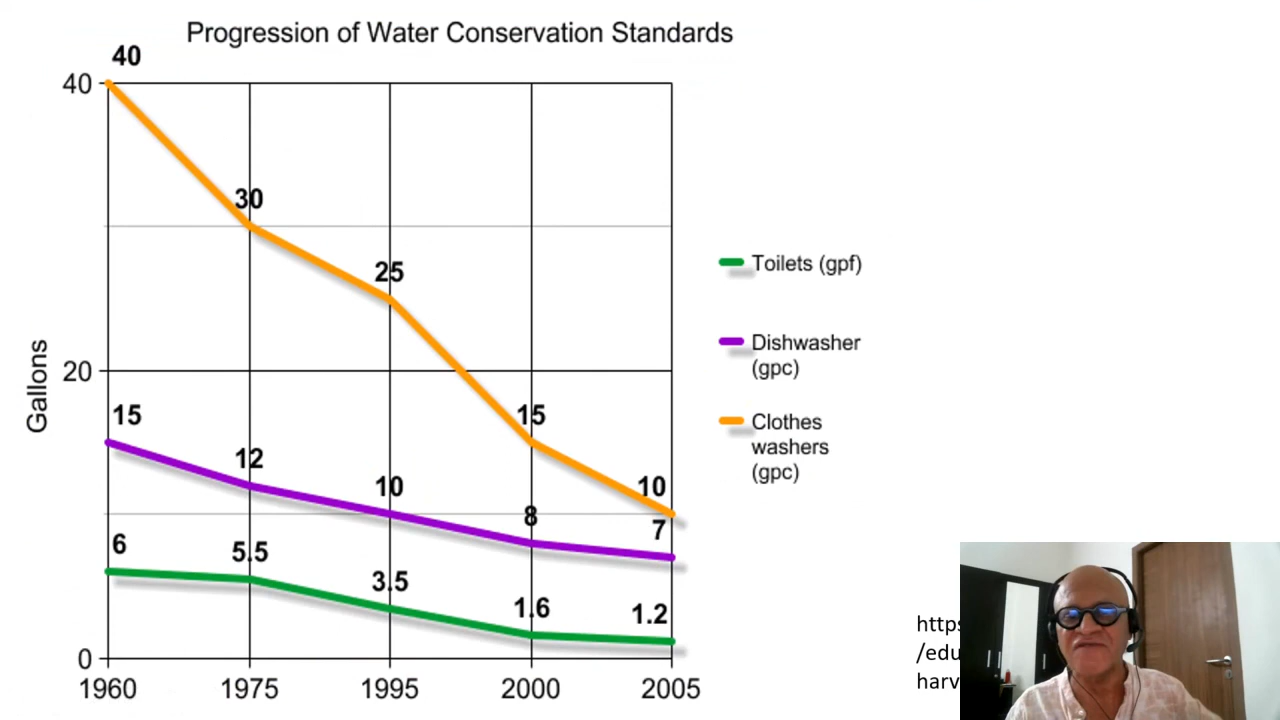 Progression of Water Conservation Standards
40
40
30
25
20
15
15
12
10
10
8
7
6
5.5
3.5
1.6
1.2
0
1960 1975 1995 2000 2005
Gallons
Toilets (gpf)
Dishwasher
(gpc)
Clothes
washers
(gpc)
https
/edu
harv